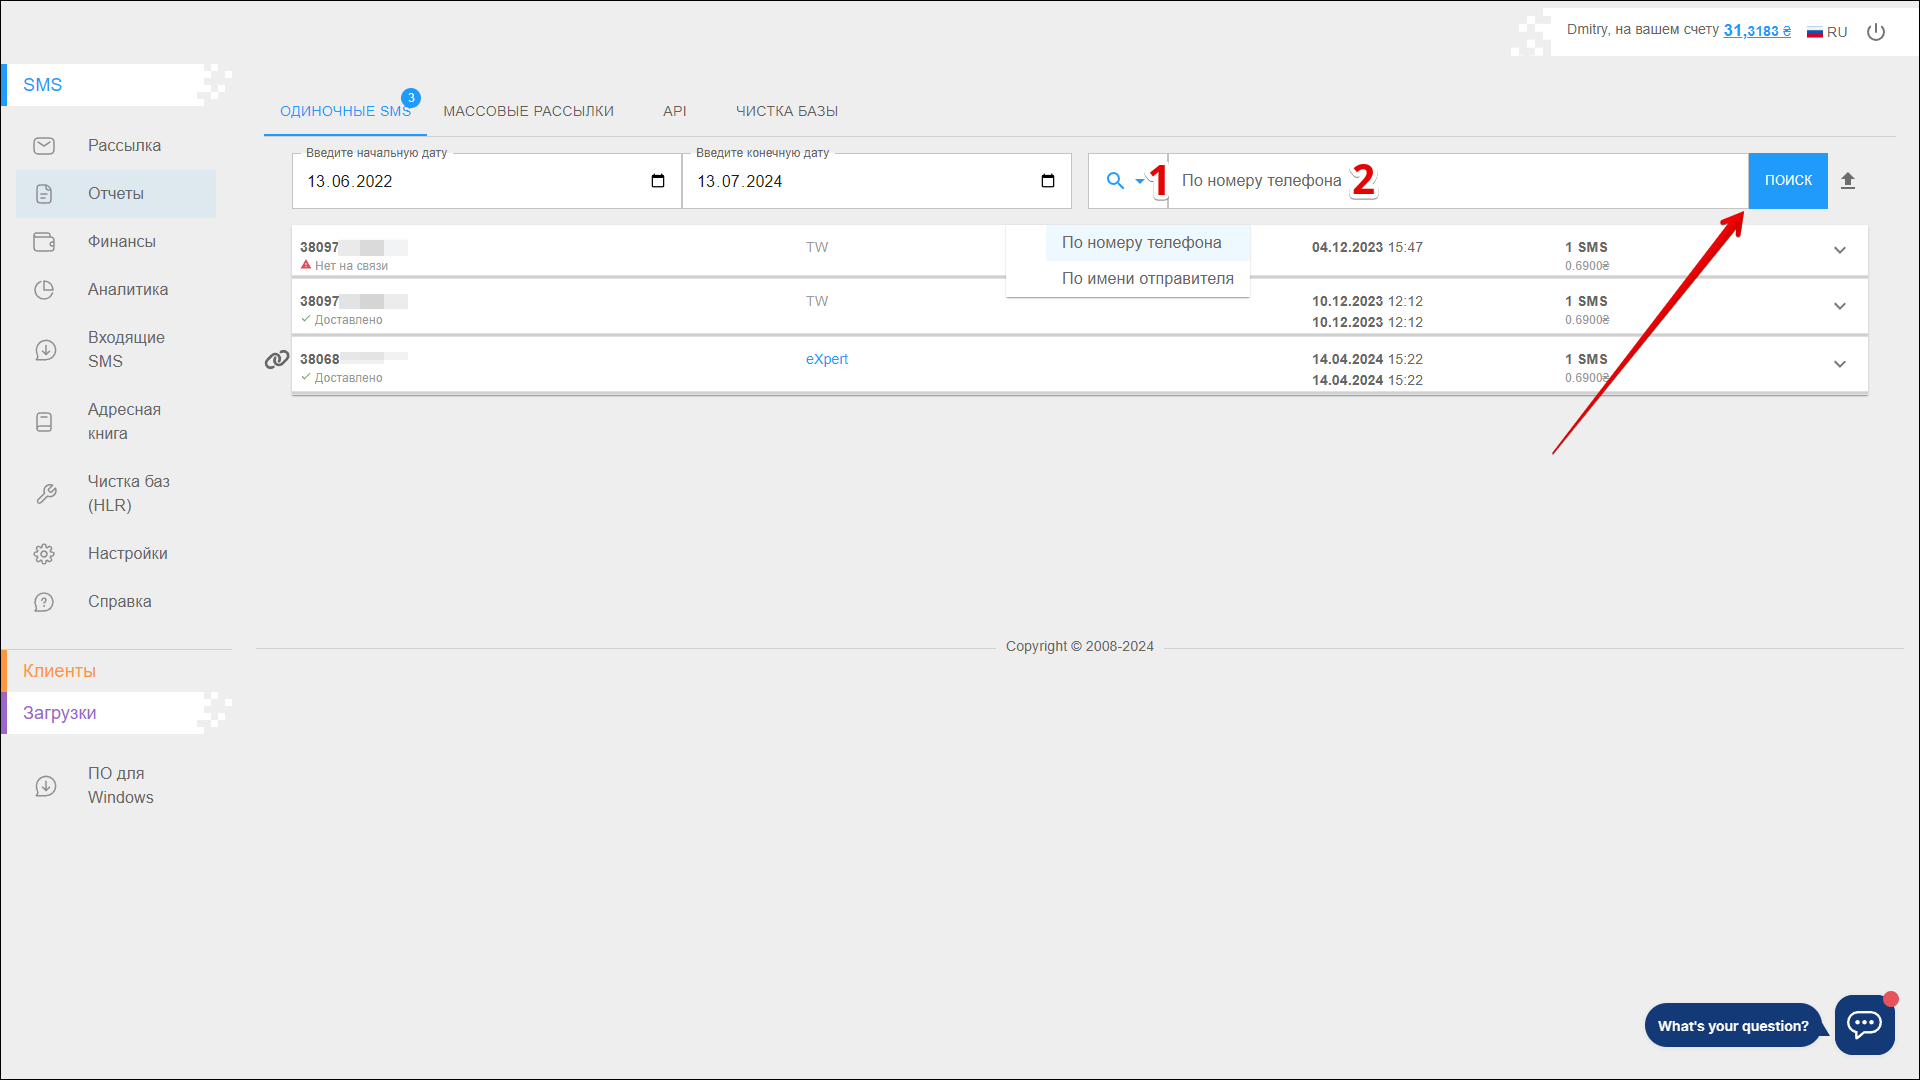 Dmitry, на вашем счету 31,3183 ₴ RU
SMS
Рассылка
Отчеты
Финансы
Аналитика
Входящие
SMS
Адресная
книга
Чистка баз
(HLR)
Настройки
Справка
Клиенты
Загрузки
ПО для
Windows
ОДИНОЧНЫЕ SMS 3 МАССОВЫЕ РАССЫЛКИ API ЧИСТКА БАЗЫ
Введите начальную дату Введите конечную дату
13.06.2022 13.07.2024 1 По номеру телефона 2 ПОИСК
По номеру телефона
По имени отправителя
38097 TW 04.12.2023 15:47 1 SMS
Нет на связи 0.6900₴
38097 TW 10.12.2023 12:12 1 SMS
Доставлено 10.12.2023 12:12 0.6900₴
38068 eXpert 14.04.2024 15:22 1 SMS
Доставлено 14.04.2024 15:22 0.6900₴
Copyright © 2008-2024
What's your question?